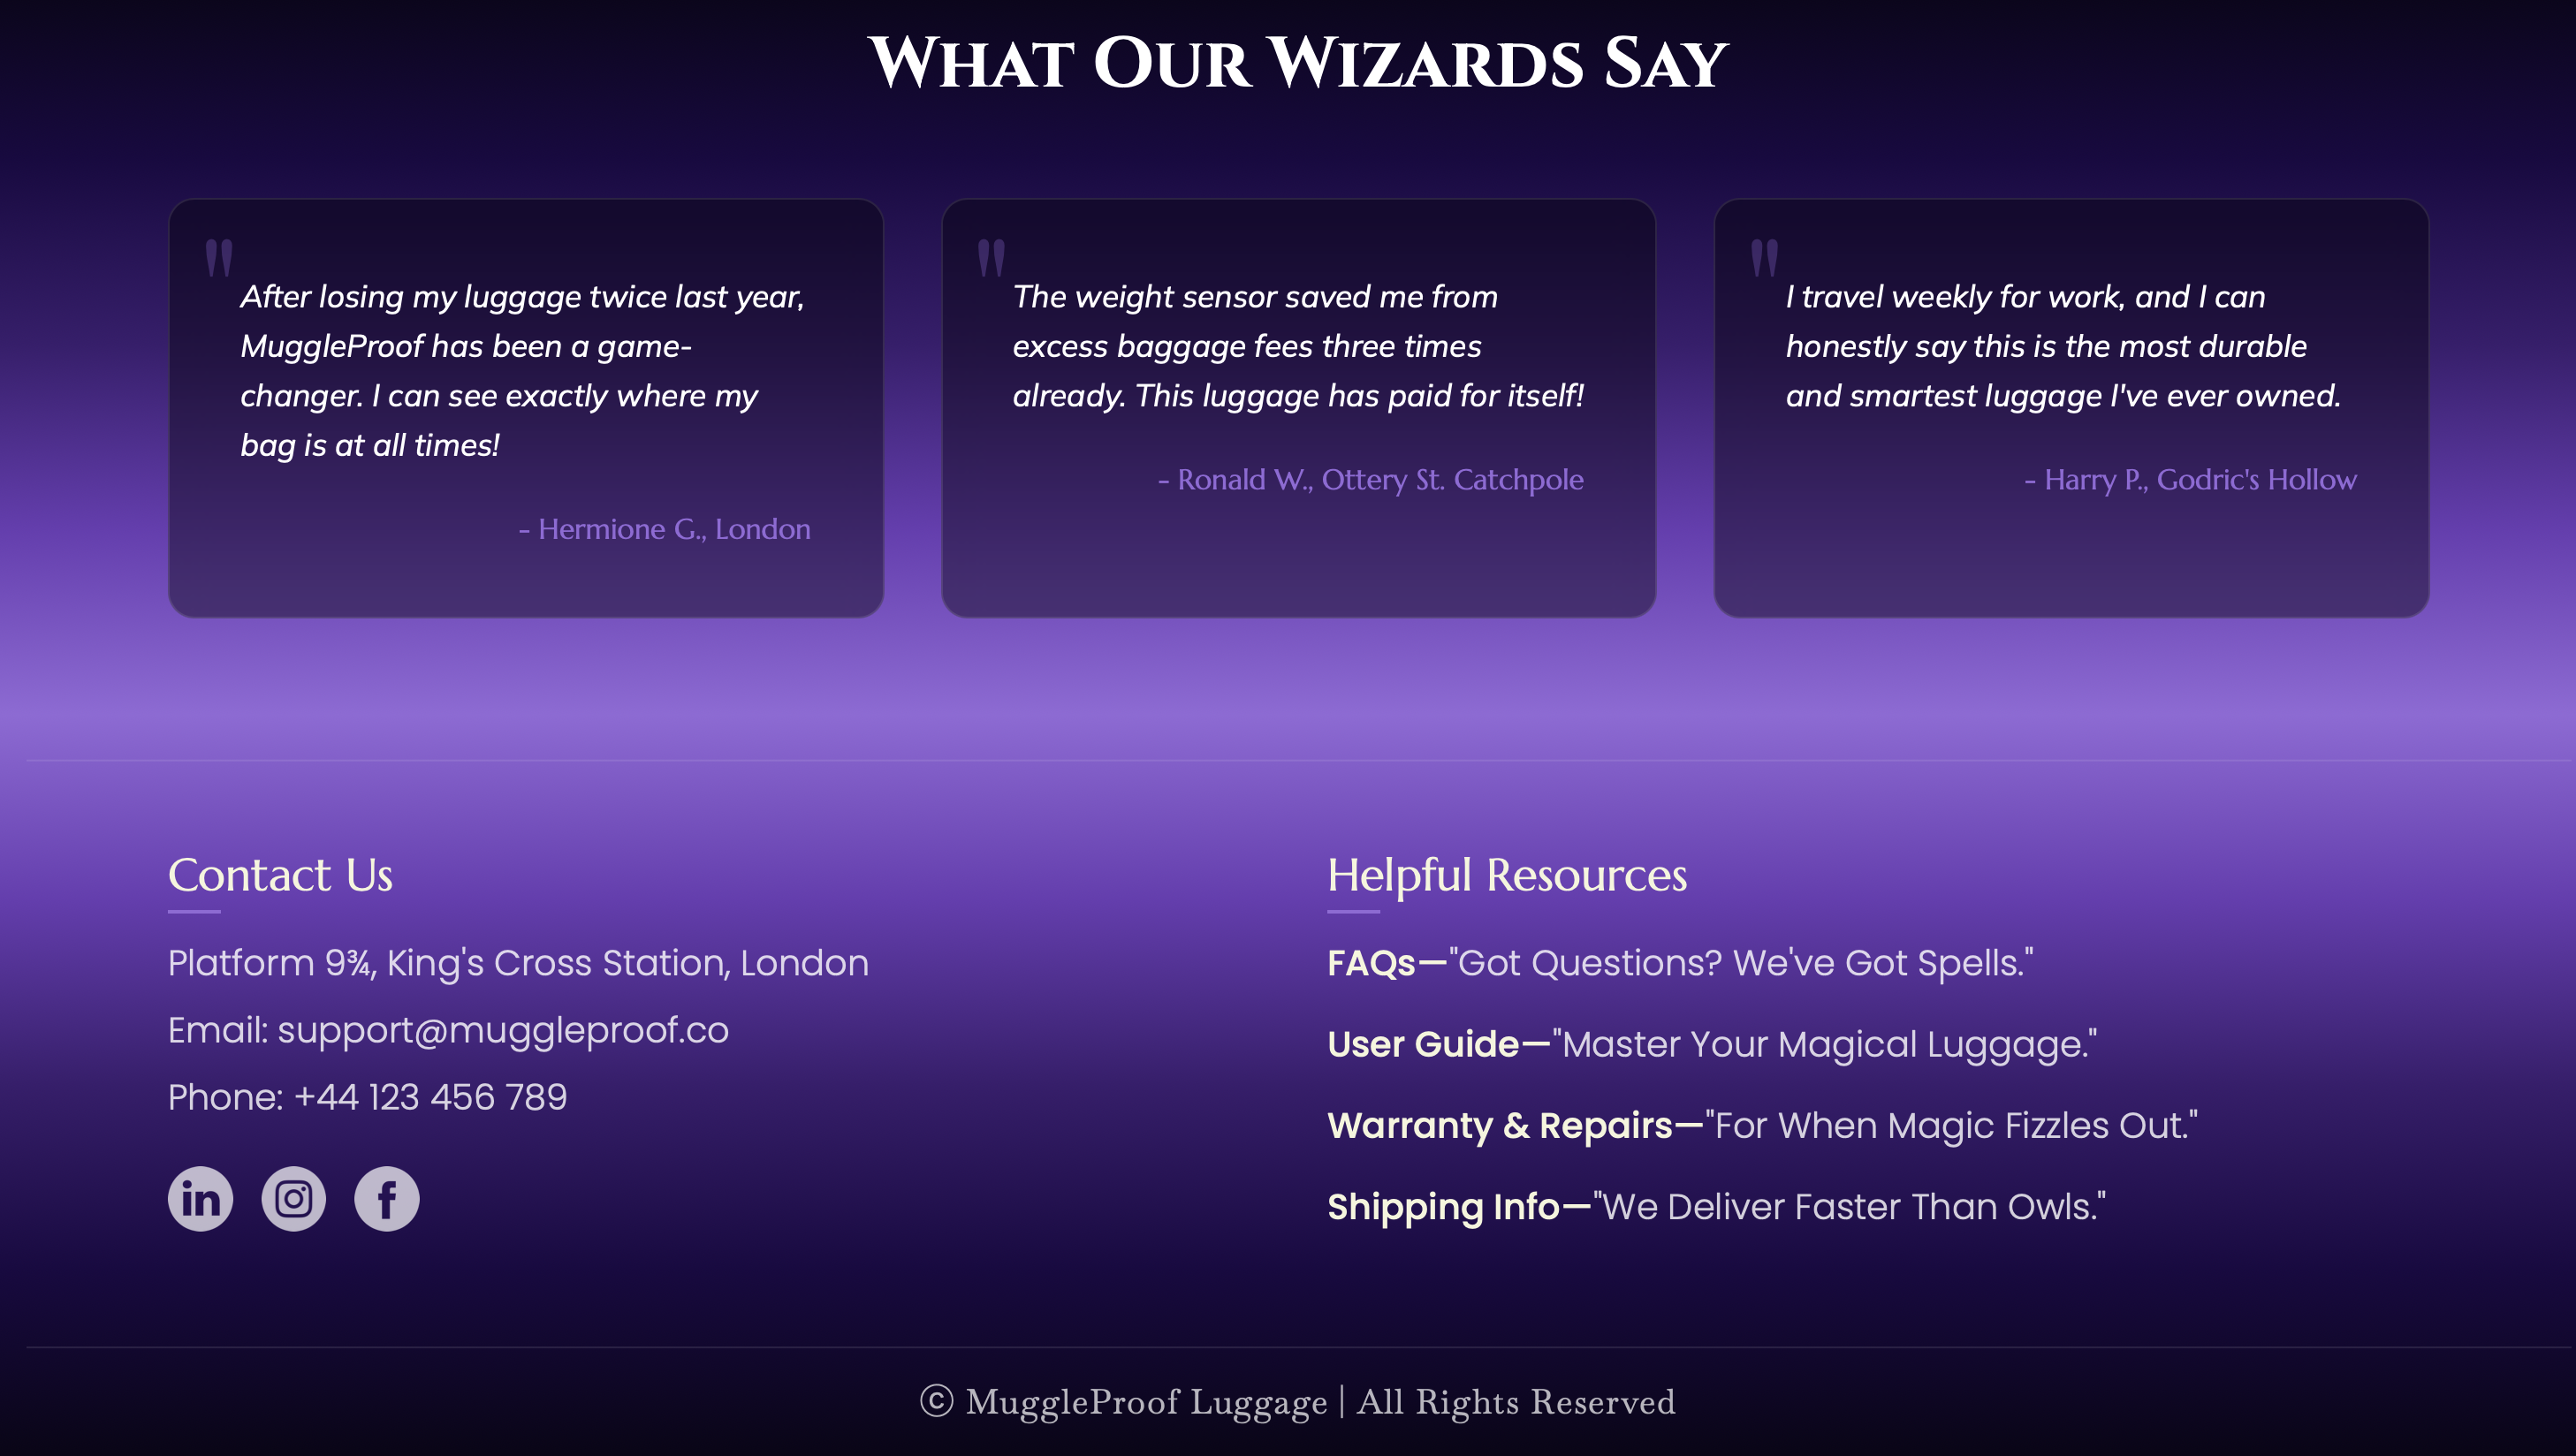 What Our Wizards Say
"
After losing my luggage twice last year,
MuggleProof has been a game-
changer. I can see exactly where my
bag is at all times!
- Hermione G., London
"
The weight sensor saved me from
excess baggage fees three times
already. This luggage has paid for itself!
- Ronald W., Ottery St. Catchpole
"
I travel weekly for work, and I can
honestly say this is the most durable
and smartest luggage I've ever owned.
- Harry P., Godric's Hollow
Contact Us
Platform 9¾, King's Cross Station, London
Email: support@muggleproof.co
Phone: +44 123 456 789
in
f
Helpful Resources
FAQs—"Got Questions? We've Got Spells."
User Guide—"Master Your Magical Luggage."
Warranty & Repairs—"For When Magic Fizzles Out."
Shipping Info—"We Deliver Faster Than Owls."
© MuggleProof Luggage | All Rights Reserved